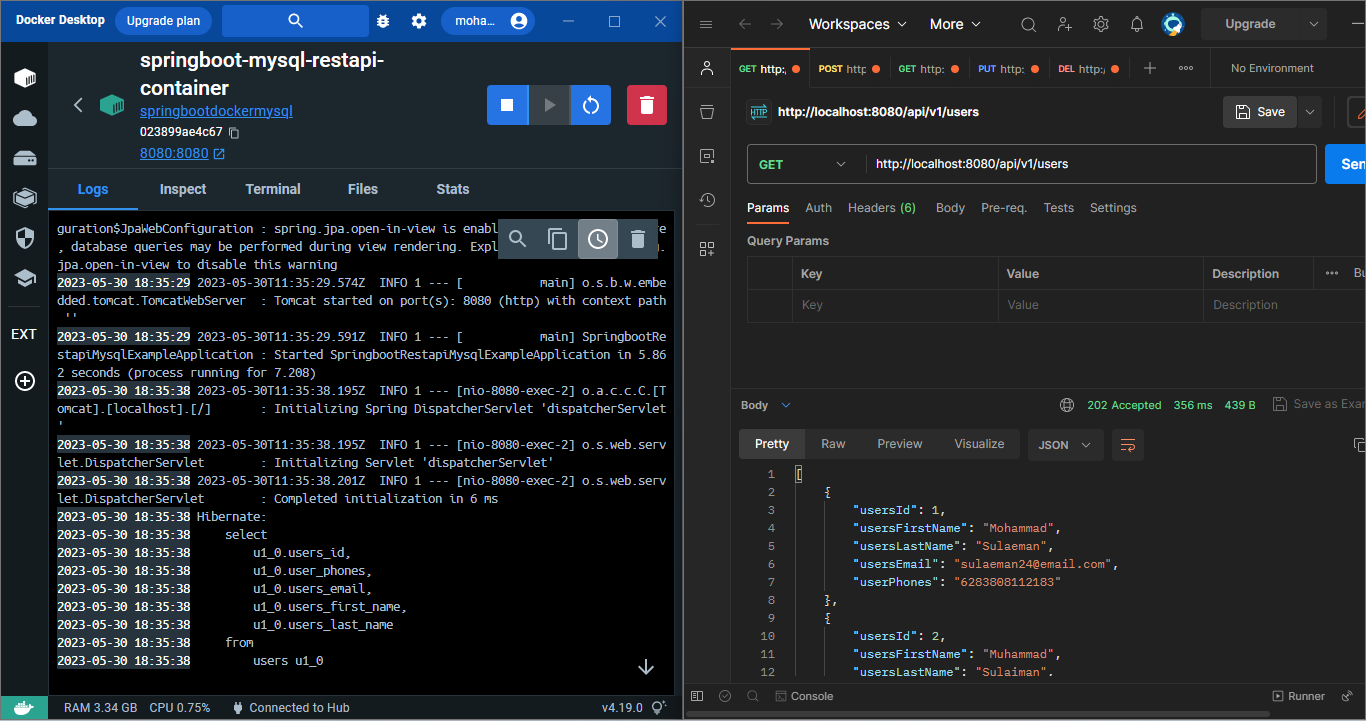 Docker Desktop
Upgrade plan
moha...
springboot-mysql-restapi-
container
springbootdockermysql
023899ae4c67
8080:8080
Logs
Inspect
Terminal
Files
Stats
guration$JpaWebConfiguration : spring.jpa.open-in-view is enabl
, database queries may be performed during view rendering. Expl
jpa.open-in-view to disable this warning
2023-05-30 18:35:29 2023-05-30T11:35:29.574Z  INFO 1 --- [           main] o.s.b.w.embe
dded.tomcat.TomcatWebServer  : Tomcat started on port(s): 8080 (http) with context path
''
2023-05-30 18:35:29 2023-05-30T11:35:29.591Z  INFO 1 --- [           main] SpringbootRe
stapiMysqlExampleApplication : Started SpringbootRestapiMysqlExampleApplication in 5.86
2 seconds (process running for 7.208)
2023-05-30 18:35:38 2023-05-30T11:35:38.195Z  INFO 1 --- [nio-8080-exec-2] o.a.c.c.C.[T
omcat].[localhost].[/]       : Initializing Spring DispatcherServlet 'dispatcherServlet
'
2023-05-30 18:35:38 2023-05-30T11:35:38.195Z  INFO 1 --- [nio-8080-exec-2] o.s.web.serv
let.DispatcherServlet        : Initializing Servlet 'dispatcherServlet'
2023-05-30 18:35:38 2023-05-30T11:35:38.201Z  INFO 1 --- [nio-8080-exec-2] o.s.web.serv
let.DispatcherServlet        : Completed initialization in 6 ms
2023-05-30 18:35:38 Hibernate:
2023-05-30 18:35:38     select
2023-05-30 18:35:38         u1_0.users_id,
2023-05-30 18:35:38         u1_0.user_phones,
2023-05-30 18:35:38         u1_0.users_email,
2023-05-30 18:35:38         u1_0.users_first_name,
2023-05-30 18:35:38         u1_0.users_last_name
2023-05-30 18:35:38     from
2023-05-30 18:35:38         users u1_0
EXT
RAM 3.34 GB CPU 0.75% Connected to Hub v4.19.0
Workspaces
More
Upgrade
GET http:
POST http
GET http:
PUT http:
DEL http:
No Environment
HTTP
http://localhost:8080/api/v1/users
Save
GET
http://localhost:8080/api/v1/users
Sen
Params
Auth
Headers (6)
Body
Pre-req.
Tests
Settings
Query Params
Key Value Description Bu
Key Value Description
Body
202 Accepted 356 ms 439 B Save as Exar
Pretty
Raw
Preview
Visualize
JSON
1 [
2 {
3 "usersId": 1,
4 "usersFirstName": "Mohammad",
5 "usersLastName": "Sulaeman",
6 "usersEmail": "sulaeman24@email.com",
7 "userPhones": "6283808112183"
8 },
9 {
10 "usersId": 2,
11 "usersFirstName": "Muhammad",
12 "usersLastName": "Sulaiman",
Console
Runner